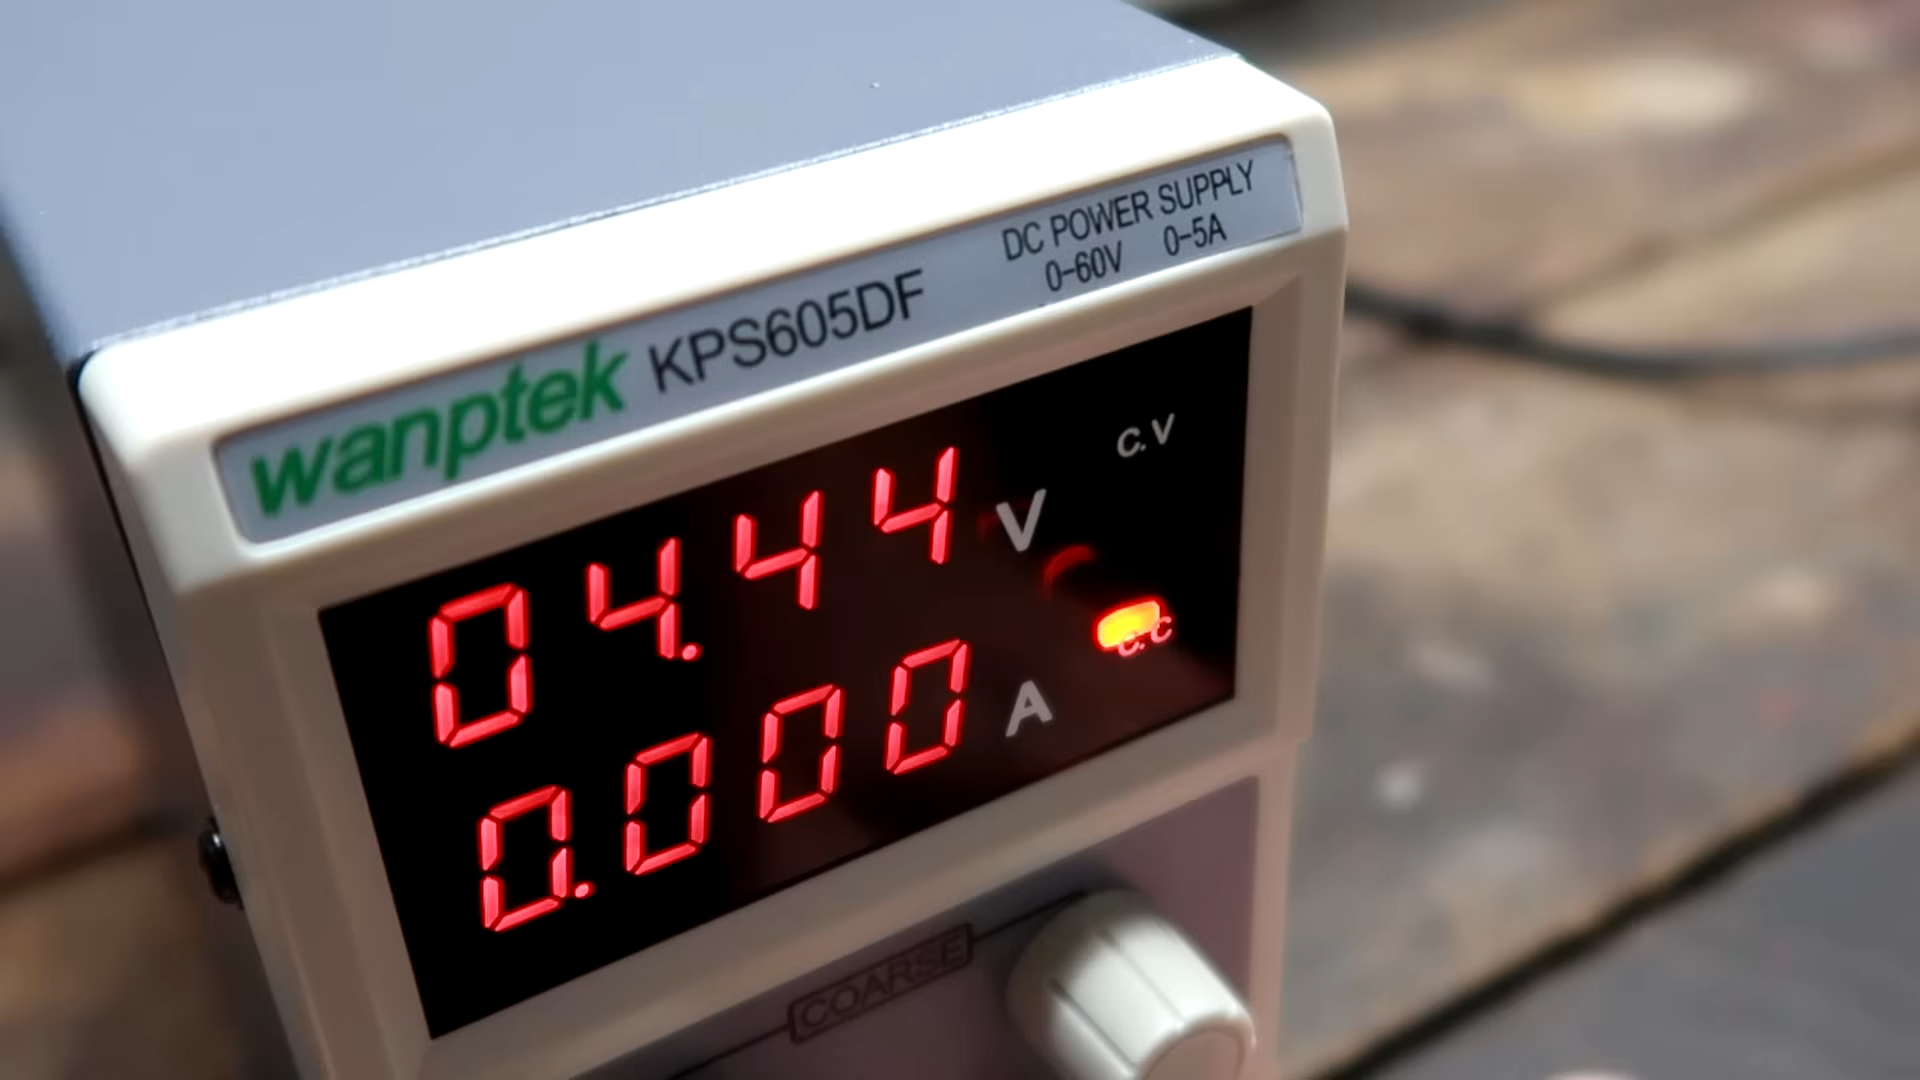 wanptek KPS605DF
DC POWER SUPPLY
0-60V 0-5A
C.V
04.44 V
C.C
0.000 A
COARSE